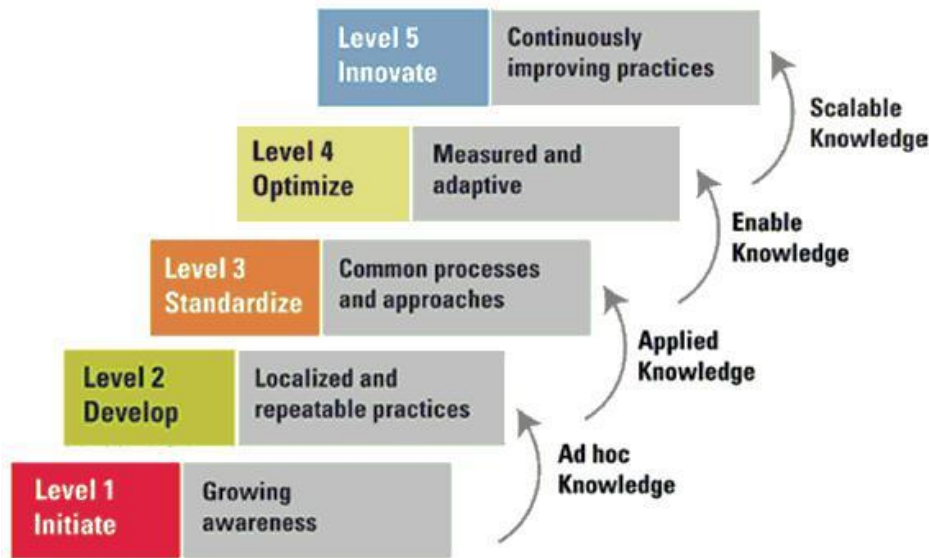 Level 5
Innovate
Continuously
improving practices
Scalable
Knowledge
Level 4
Optimize
Measured and
adaptive
Enable
Knowledge
Level 3
Standardize
Common processes
and approaches
Applied
Knowledge
Level 2
Develop
Localized and
repeatable practices
Ad hoc
Knowledge
Level 1
Initiate
Growing
awareness